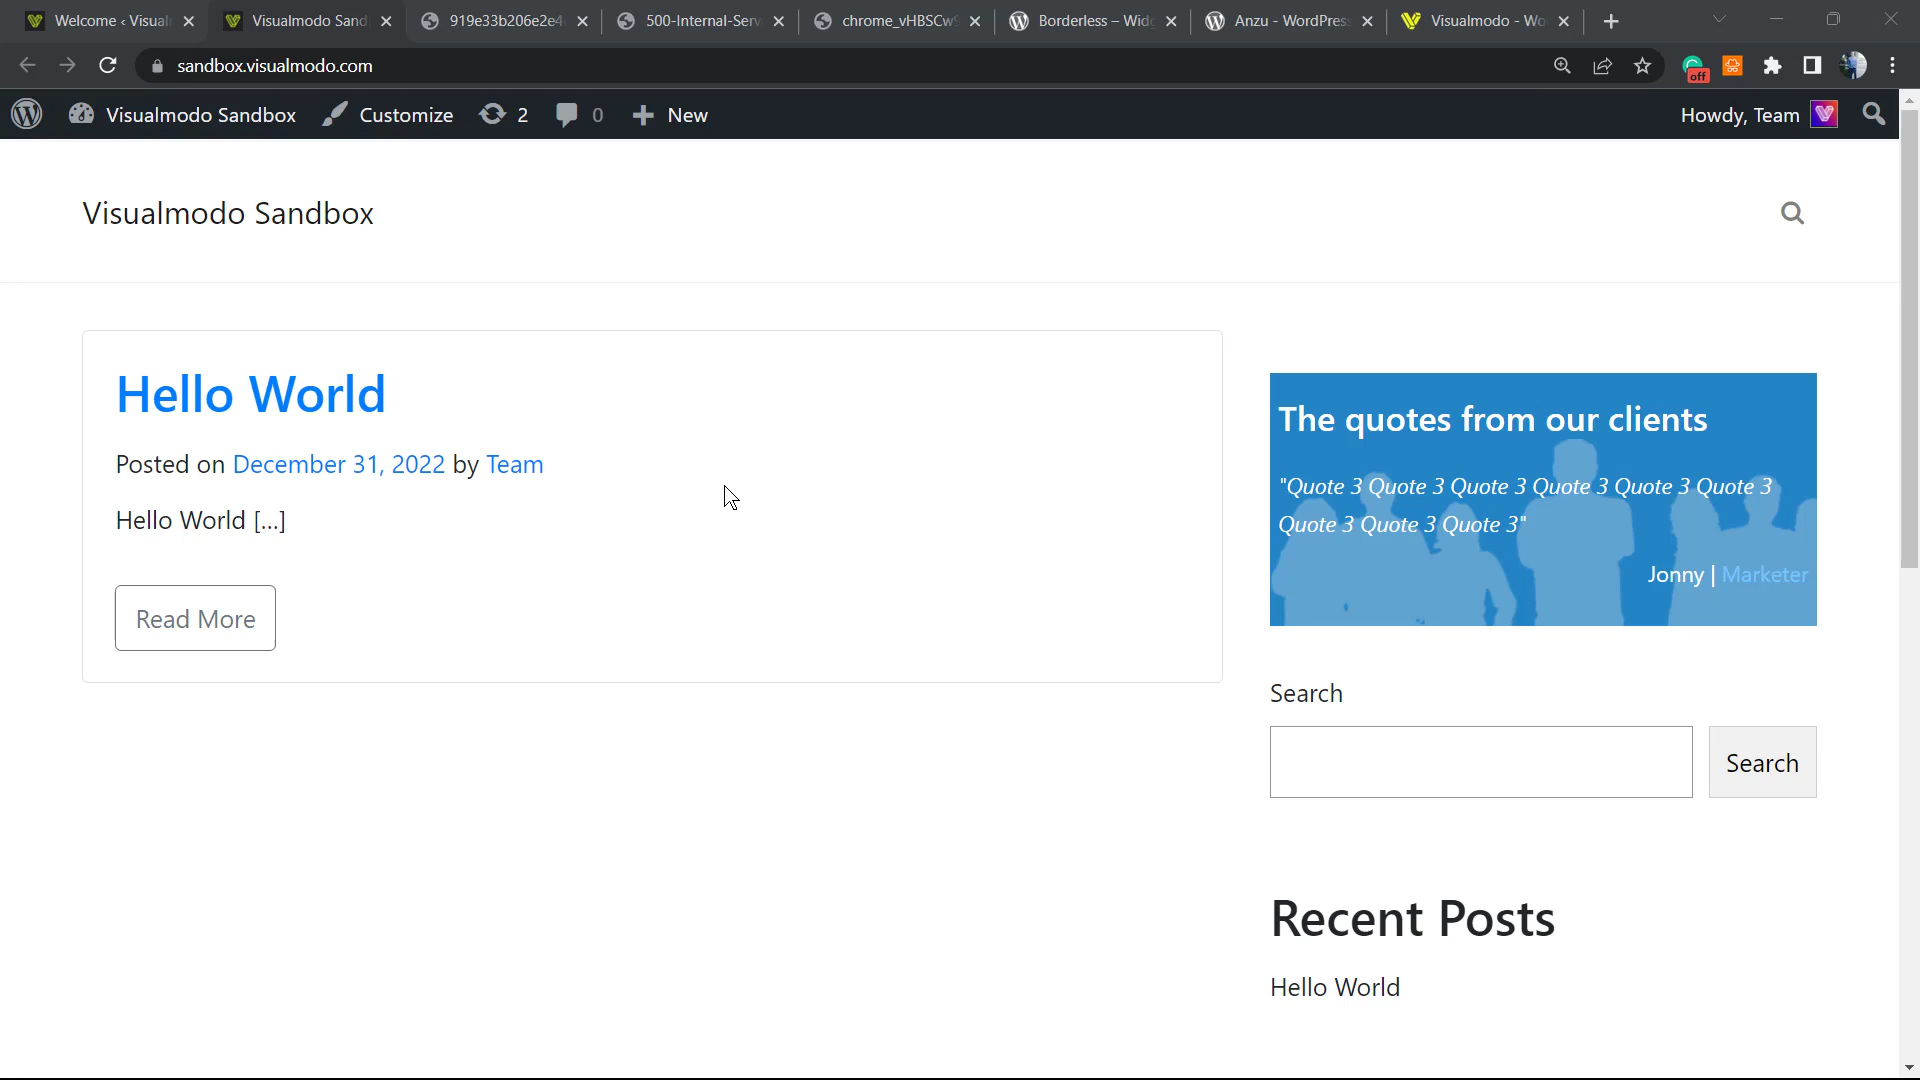 Welcome ‹ Visual
Visualmodo Sand
919e33b206e2e4
500-Internal-Serv
chrome_vHBSCw9
Borderless – Widg
Anzu - WordPress
Visualmodo - Wo
sandbox.visualmodo.com
off
Visualmodo Sandbox
Customize
2
0
New
Howdy, Team
Visualmodo Sandbox
Hello World
Posted on December 31, 2022 by Team
Hello World [...]
Read More
The quotes from our clients
"Quote 3 Quote 3 Quote 3 Quote 3 Quote 3 Quote 3
Quote 3 Quote 3 Quote 3"
Jonny | Marketer
Search
Search
Recent Posts
Hello World